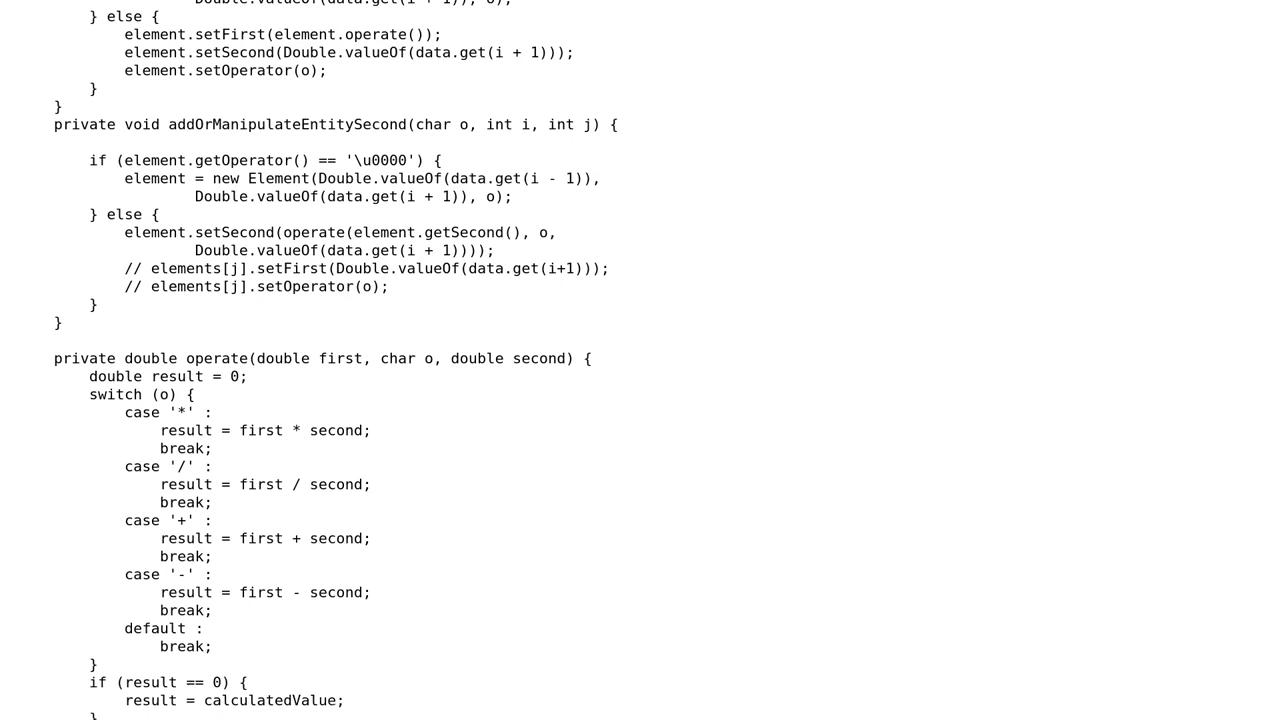 Double.valueOf(data.get(i + 1)), o);
} else {
element.setFirst(element.operate());
element.setSecond(Double.valueOf(data.get(i + 1)));
element.setOperator(o);
}
}
private void addOrManipulateEntitySecond(char o, int i, int j) {
if (element.getOperator() == '\u0000') {
element = new Element(Double.valueOf(data.get(i - 1)),
Double.valueOf(data.get(i + 1)), o);
} else {
element.setSecond(operate(element.getSecond(), o,
Double.valueOf(data.get(i + 1))));
// elements[j].setFirst(Double.valueOf(data.get(i+1)));
// elements[j].setOperator(o);
}
}
private double operate(double first, char o, double second) {
double result = 0;
switch (o) {
case '*' :
result = first * second;
break;
case '/' :
result = first / second;
break;
case '+' :
result = first + second;
break;
case '-' :
result = first - second;
break;
default :
break;
}
if (result == 0) {
result = calculatedValue;
}